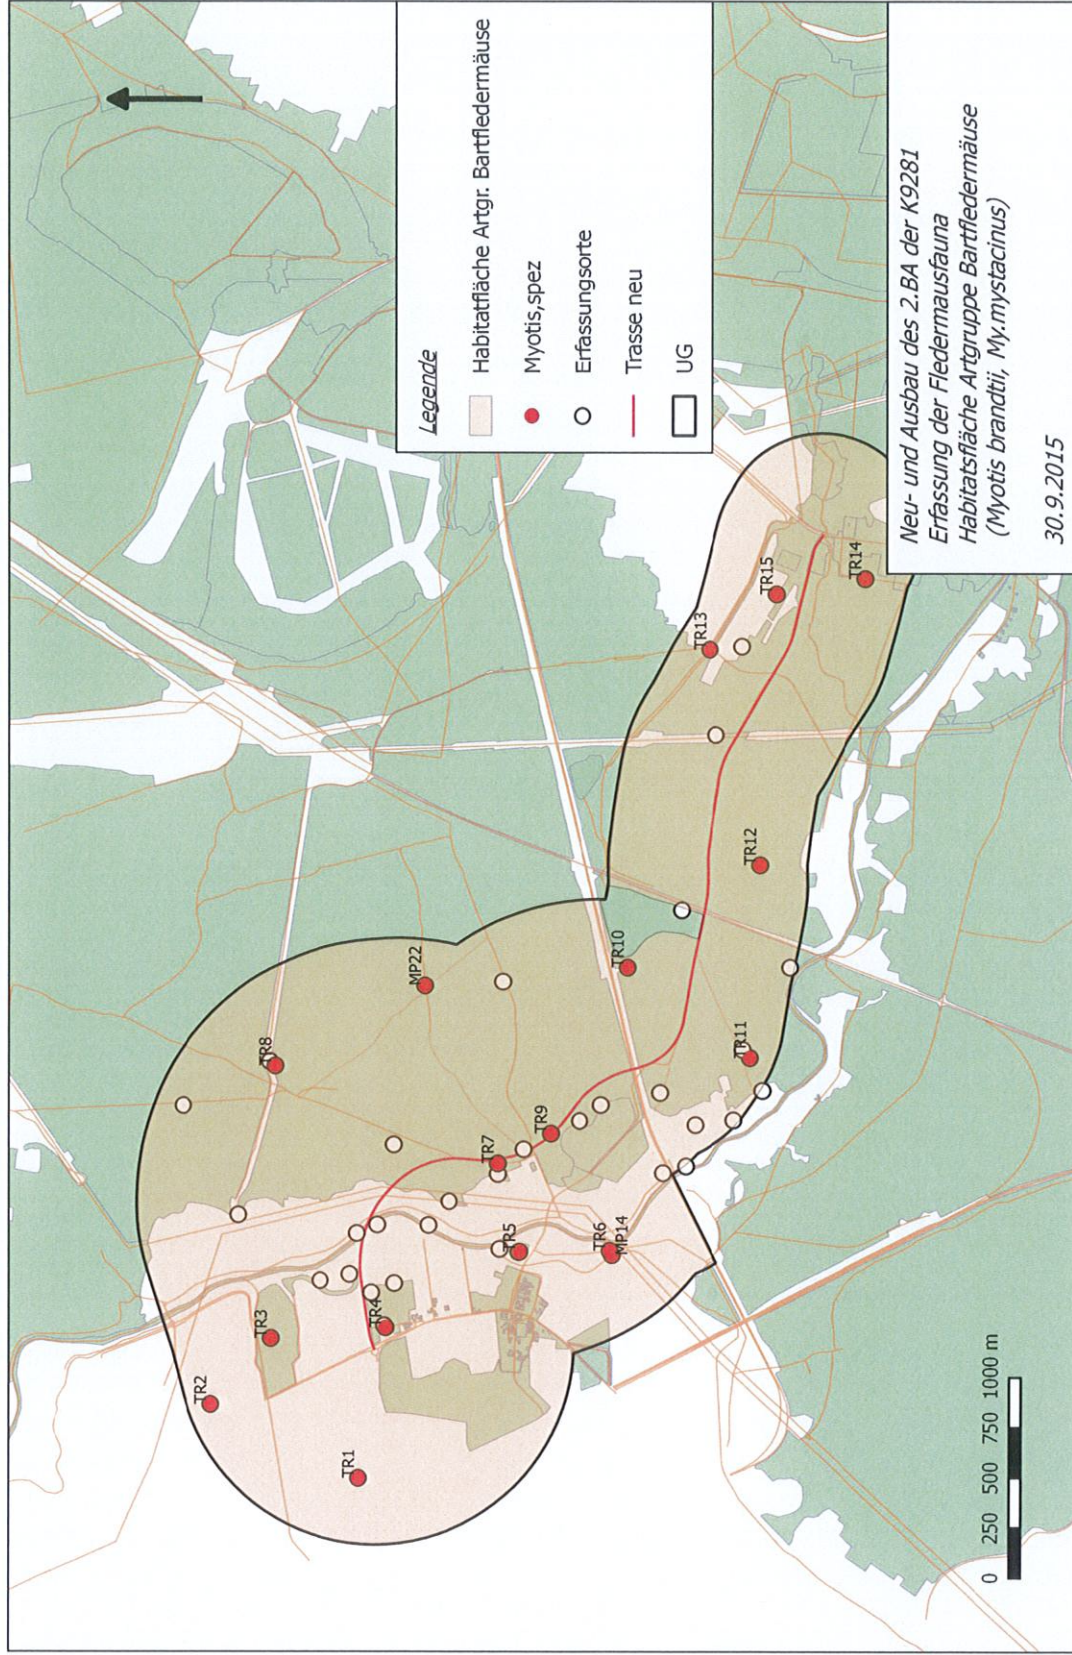 Legende
Habitatfläche Artgr. Bartfledermäuse
Myotis,spez
Erfassungsorte
Trasse neu
UG
TR1
TR2
TR3
TR4
TR5
TR6
MP14
TR7
TR8
TR9
MP22
TR10
TR11
TR12
TR13
TR14
TR15
0 250 500 750 1000 m
Neu- und Ausbau des 2.BA der K9281
Erfassung der Fledermausfauna
Habitatsfläche Artgruppe Bartfledermäuse
(Myotis brandtii, My.mystacinus)
30.9.2015